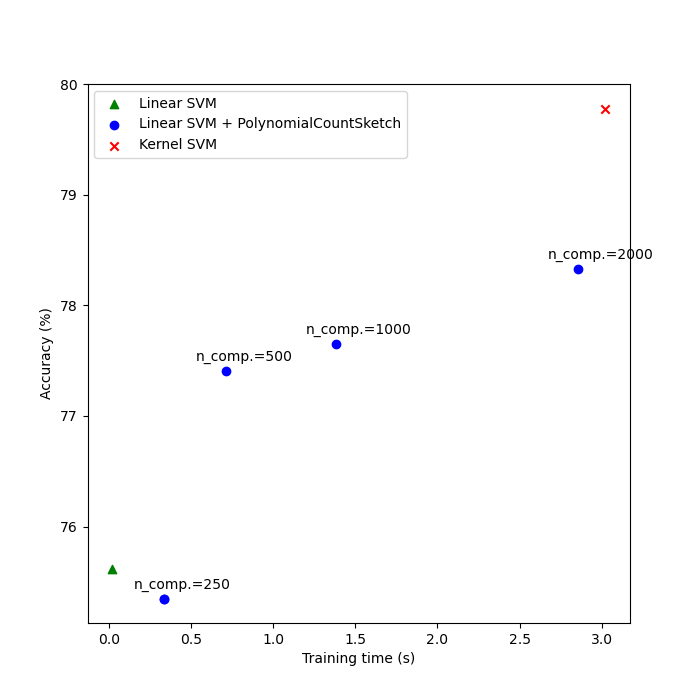 80
79
78
77
76
Accuracy (%)
Linear SVM
Linear SVM + PolynomialCountSketch
Kernel SVM
n_comp.=2000
n_comp.=1000
n_comp.=500
n_comp.=250
0.0 0.5 1.0 1.5 2.0 2.5 3.0
Training time (s)